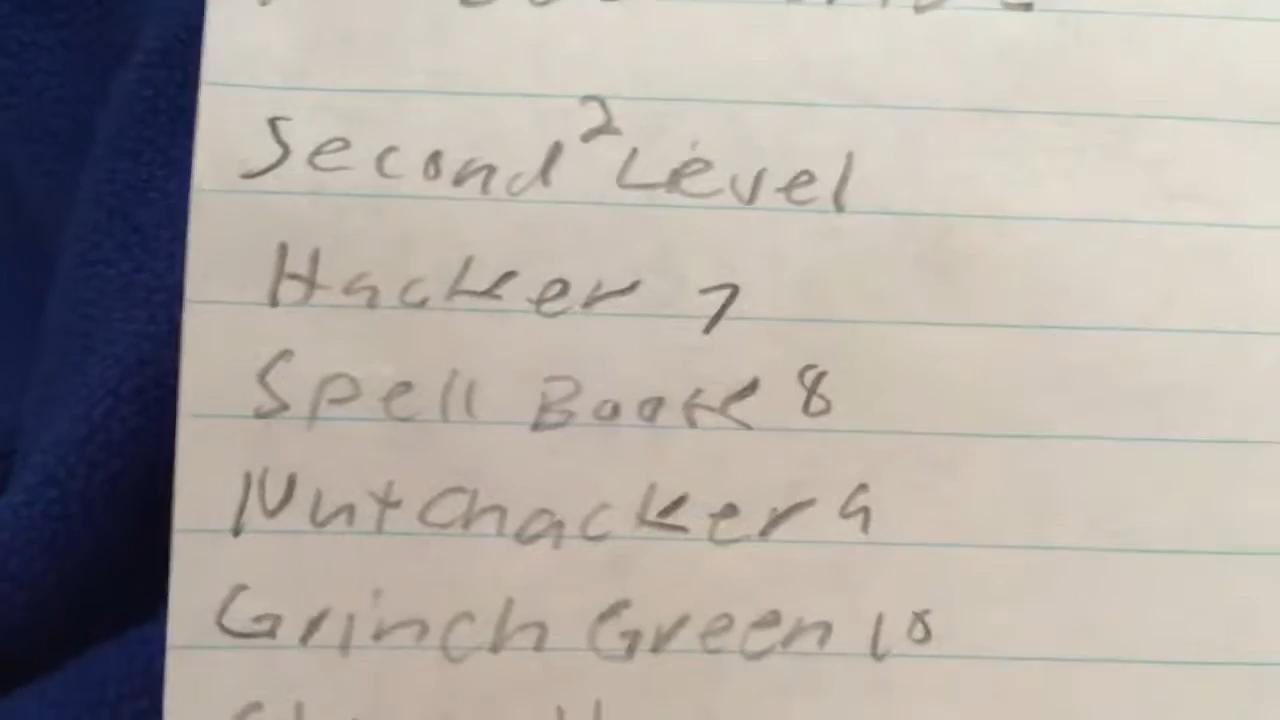 Second 2 Level
Hacker 7
Spell Book 8
Nutchacker 9
Grinch Green 10